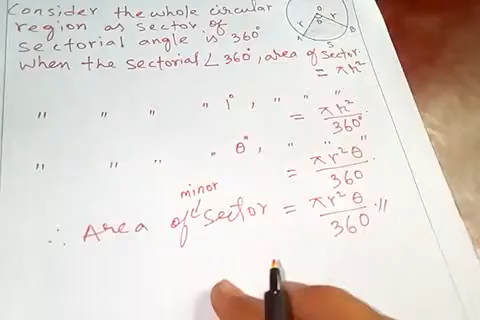 Consider the whole circular
region as sector of
sectorial angle is 360°
When the sectorial ∠ 360°, area of sector
= πr²
" " " " 1°, " " " = πr²/360°
" " " " θ°, " " " = πr²θ/360
minor
∴ Area of sector = πr²θ/360 //
O
r r
A B
S